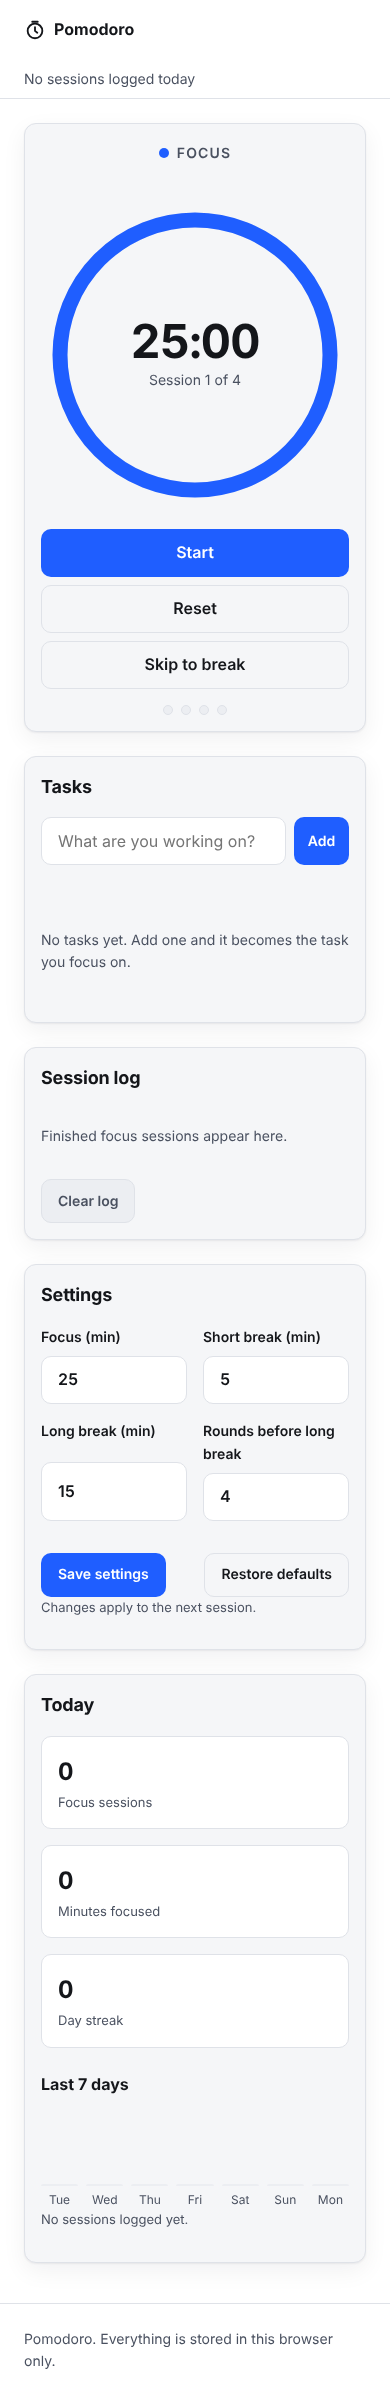 Pomodoro
No sessions logged today
FOCUS
25:00
Session 1 of 4
Start
Reset
Skip to break
Tasks
What are you working on?
Add
No tasks yet. Add one and it becomes the task
you focus on.
Session log
Finished focus sessions appear here.
Clear log
Settings
Focus (min)
25
Short break (min)
5
Long break (min)
15
Rounds before long
break
4
Save settings
Restore defaults
Changes apply to the next session.
Today
0
Focus sessions
0
Minutes focused
0
Day streak
Last 7 days
Tue Wed Thu Fri Sat Sun Mon
No sessions logged yet.
Pomodoro. Everything is stored in this browser
only.